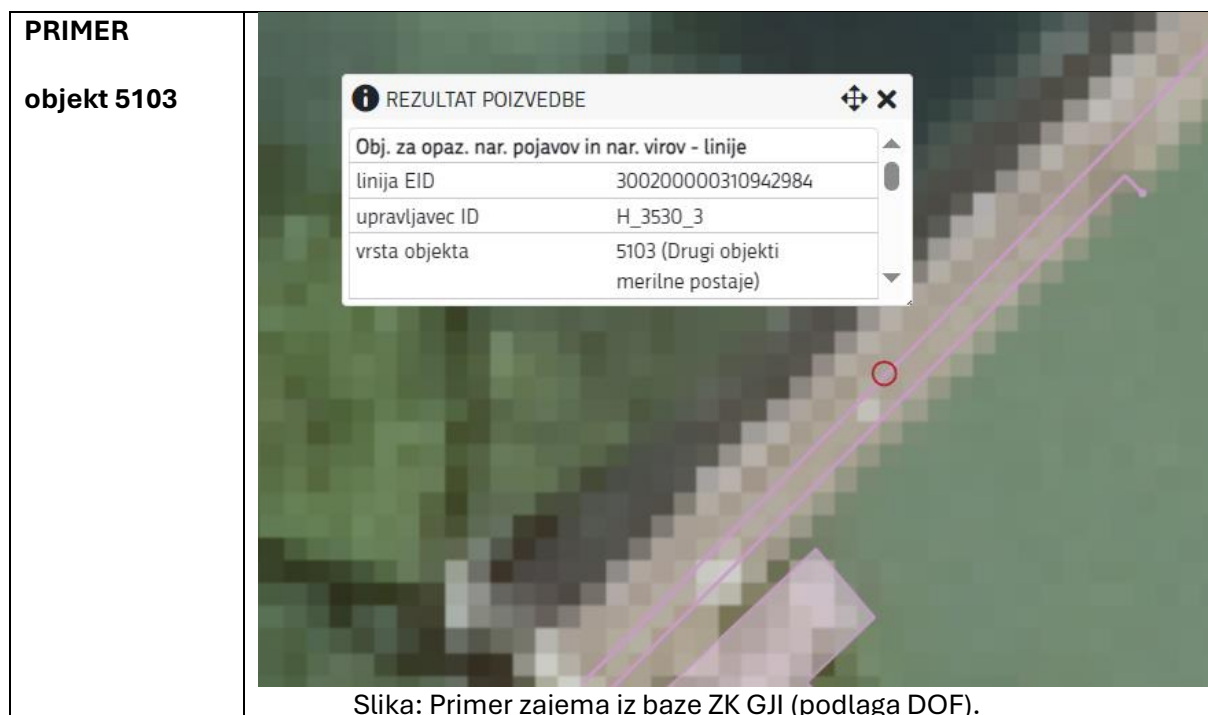 PRIMER
objekt 5103
REZULTAT POIZVEDBE
Obj. za opaz. nar. pojavov in nar. virov - linije
linija EID 300200000310942984
upravljavec ID H_3530_3
vrsta objekta 5103 (Drugi objekti
merilne postaje)
Slika: Primer zajema iz baze ZK GJI (podlaga DOF).